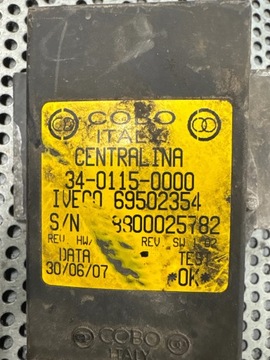 COBO
ITALY
CENTRALINA
34-0115-0000
IVECO 69502354
S/N 8800025782
REV. HW/ REV. SW 1/02
DATA TEST
30/06/07 *OK*
COBO
ITALY